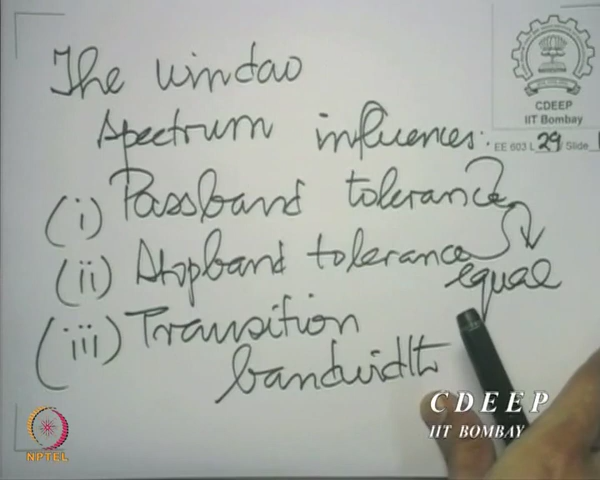 The window
spectrum influences:
(i) Passband tolerance
(ii) Stopband tolerance
equal
(iii) Transition
bandwidth
CDEEP
IIT Bombay
EE 603 L 29 / Slide
CDEEP
IIT BOMBAY
NPTEL